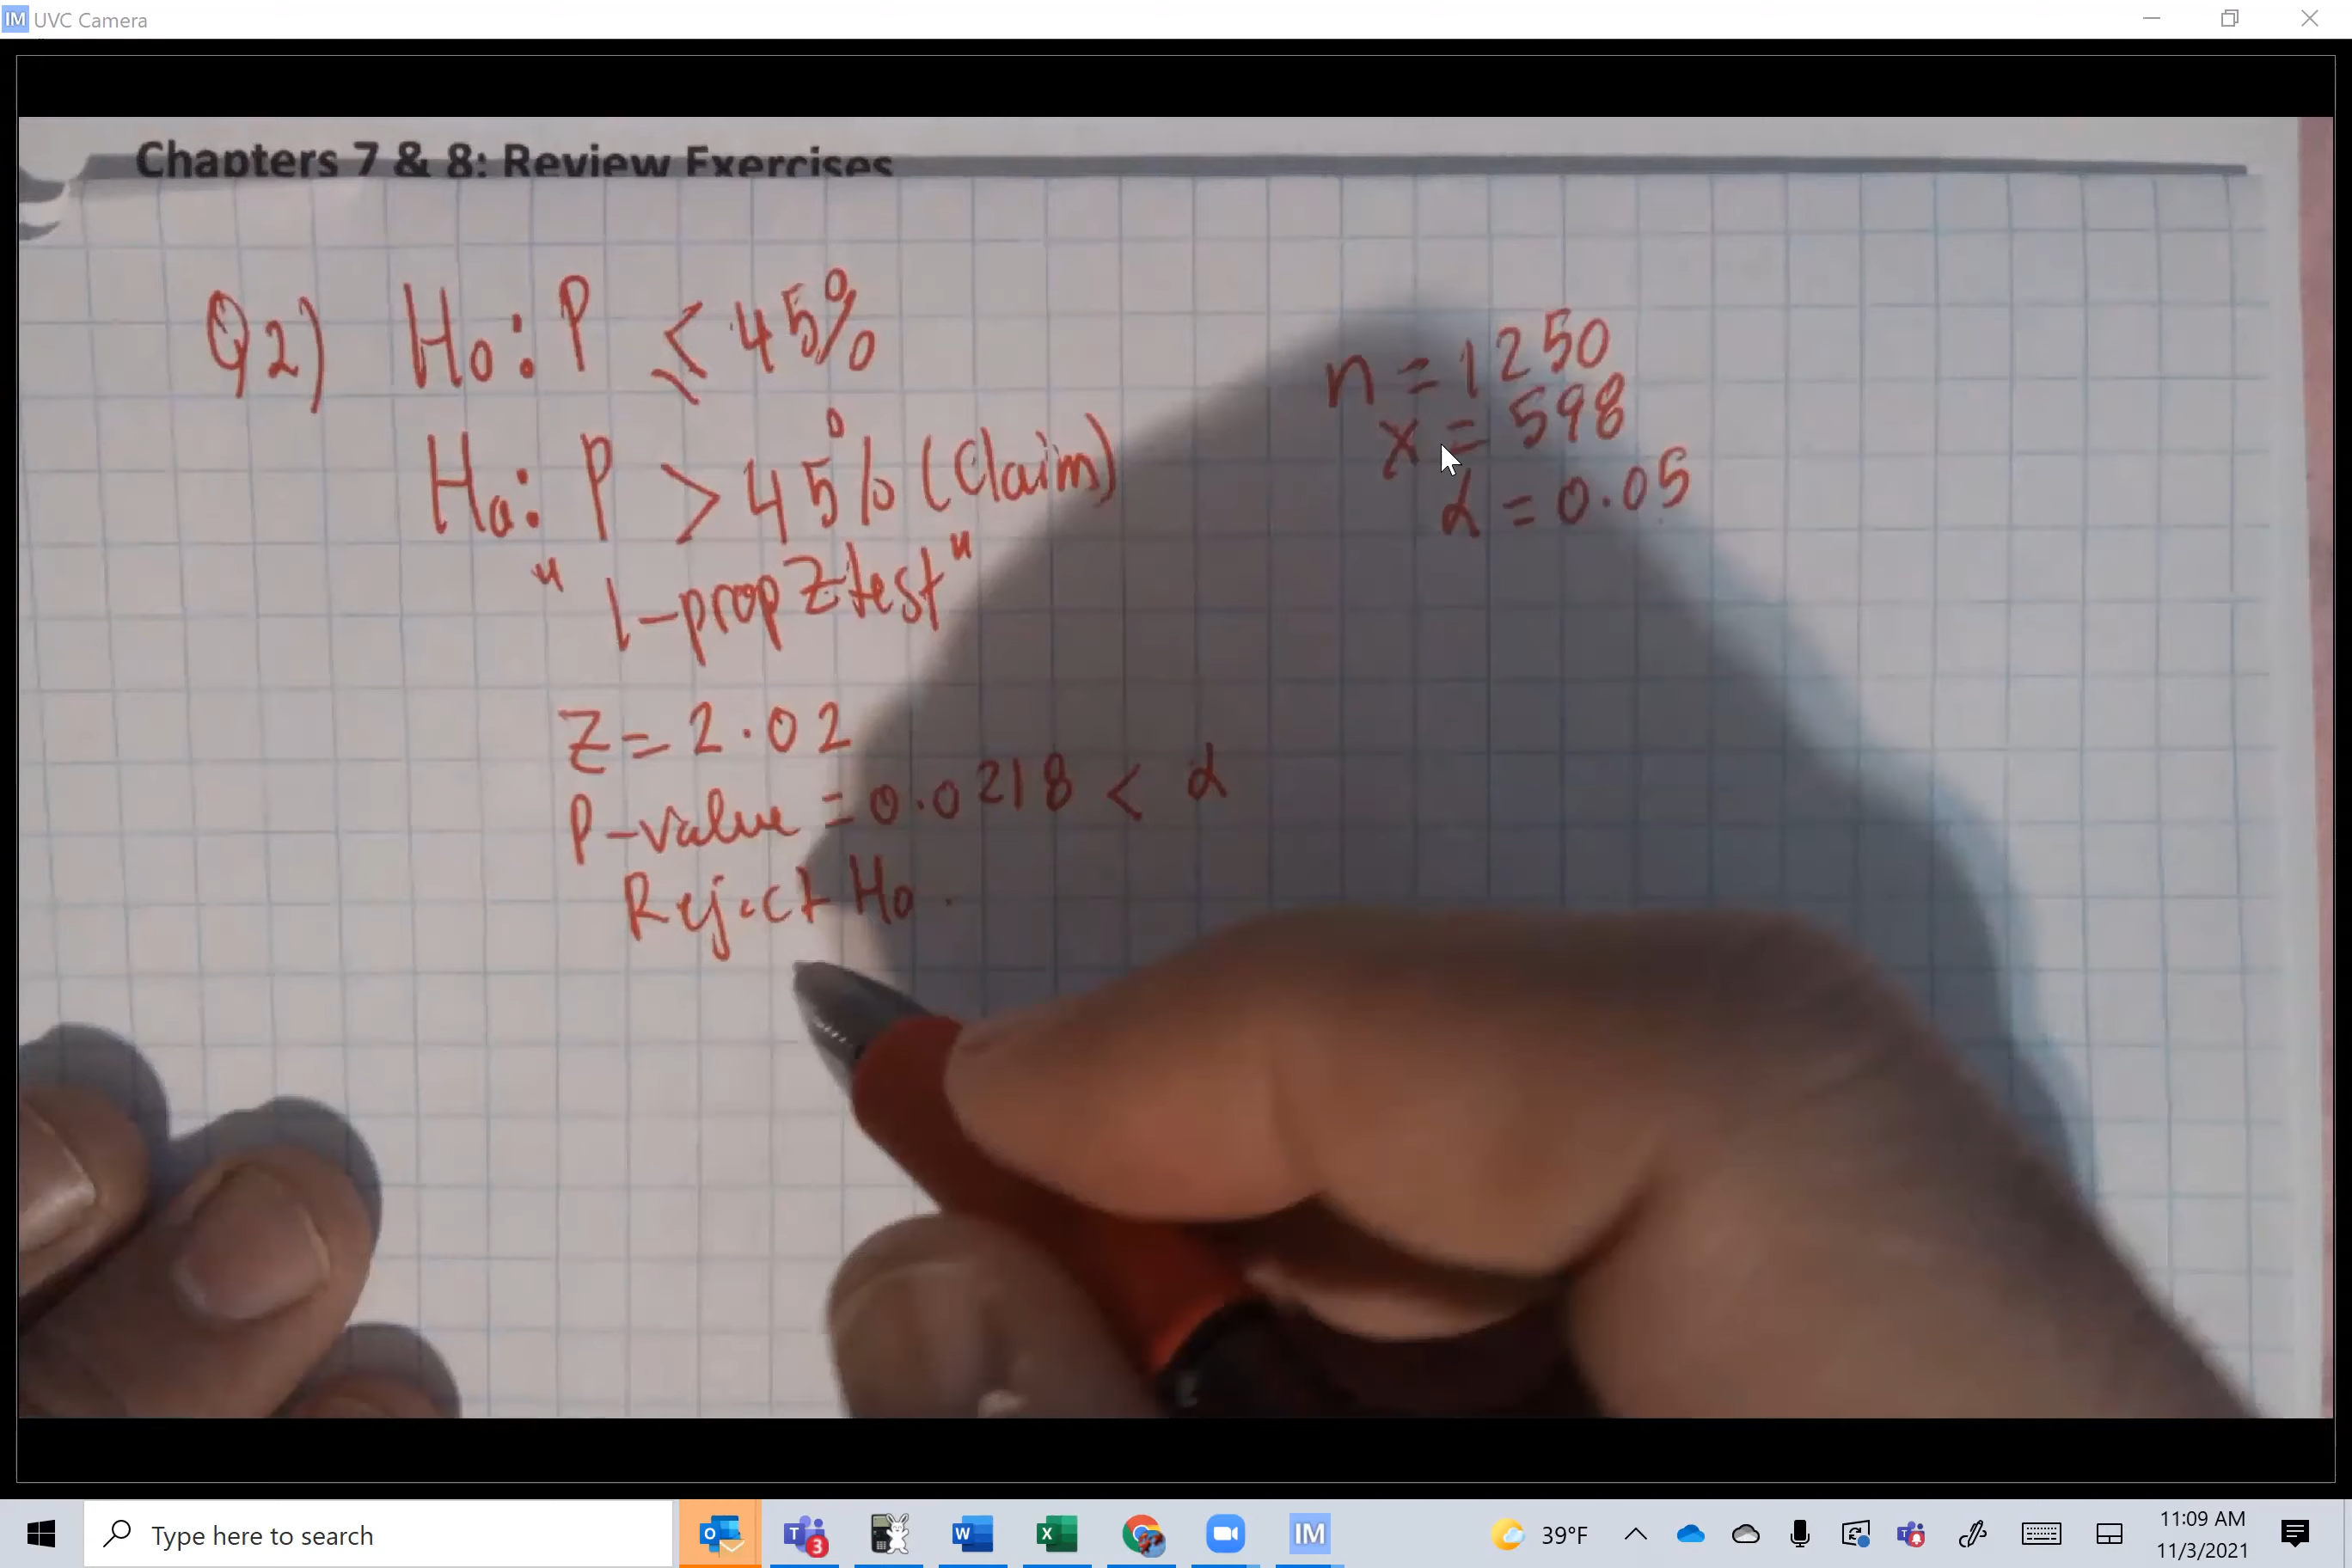 UVC Camera
Chapters 7 & 8: Review Exercises
Q2) Ho: P ≤ 45%
Ha: P > 45% (Claim)
" 1-prop Z test "
n = 1250
x = 598
α = 0.05
Z = 2.02
P-value = 0.0218 < α
Reject Ho.
Type here to search
3
IM
39°F
11:09 AM
11/3/2021